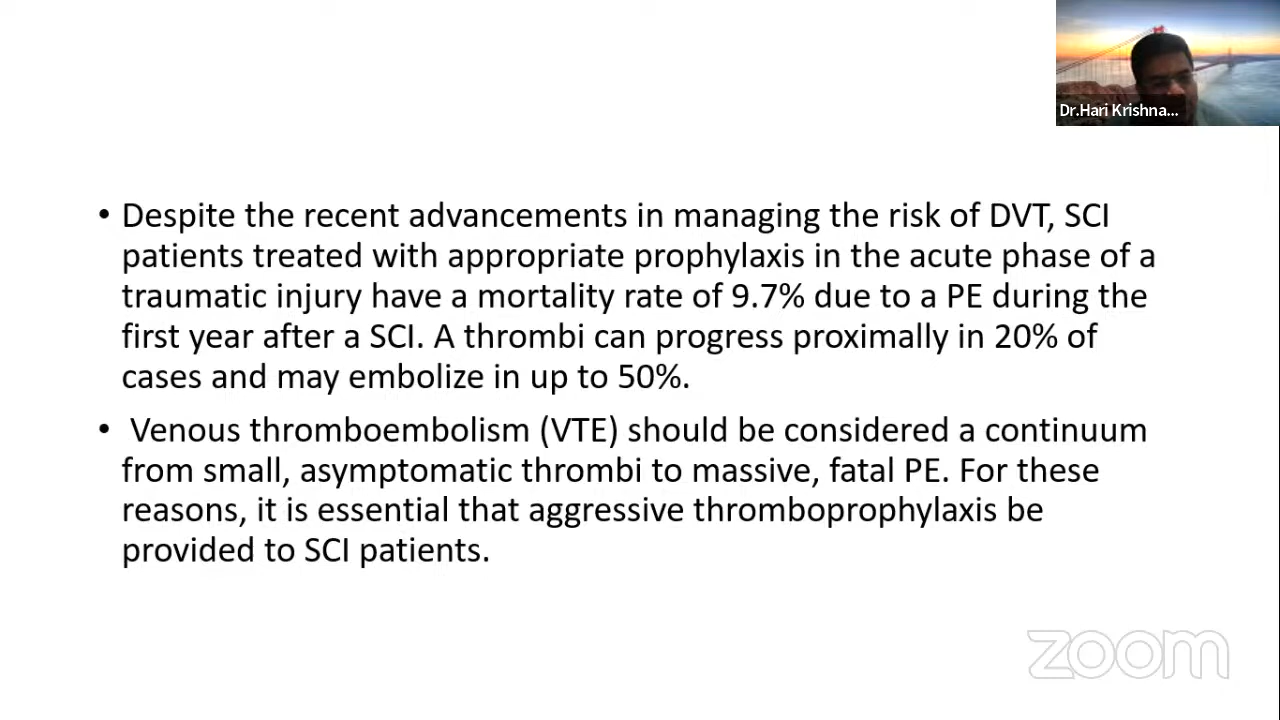 Dr.Hari Krishna...
• Despite the recent advancements in managing the risk of DVT, SCI
patients treated with appropriate prophylaxis in the acute phase of a
traumatic injury have a mortality rate of 9.7% due to a PE during the
first year after a SCI. A thrombi can progress proximally in 20% of
cases and may embolize in up to 50%.
• Venous thromboembolism (VTE) should be considered a continuum
from small, asymptomatic thrombi to massive, fatal PE. For these
reasons, it is essential that aggressive thromboprophylaxis be
provided to SCI patients.
zoom